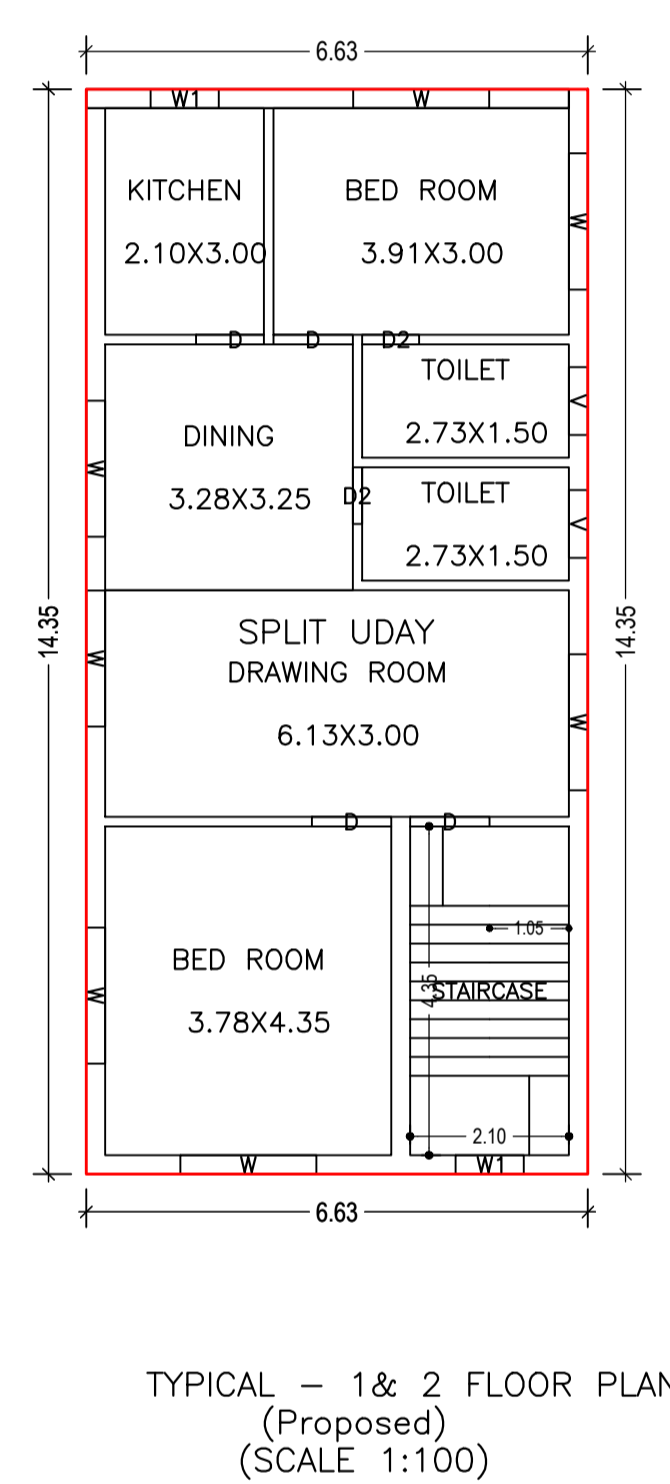 6.63
W1 W
KITCHEN BED ROOM
W
2.10X3.00 3.91X3.00
D D D2
TOILET
V
DINING 2.73X1.50
W
3.28X3.25 D2 TOILET
V
2.73X1.50
14.35 14.35
SPLIT UDAY
W DRAWING ROOM
W
6.13X3.00
D D
1.05
BED ROOM
W 4.35 STAIRCASE
3.78X4.35
2.10
W W1
6.63
TYPICAL - 1& 2 FLOOR PLAN
(Proposed)
(SCALE 1:100)